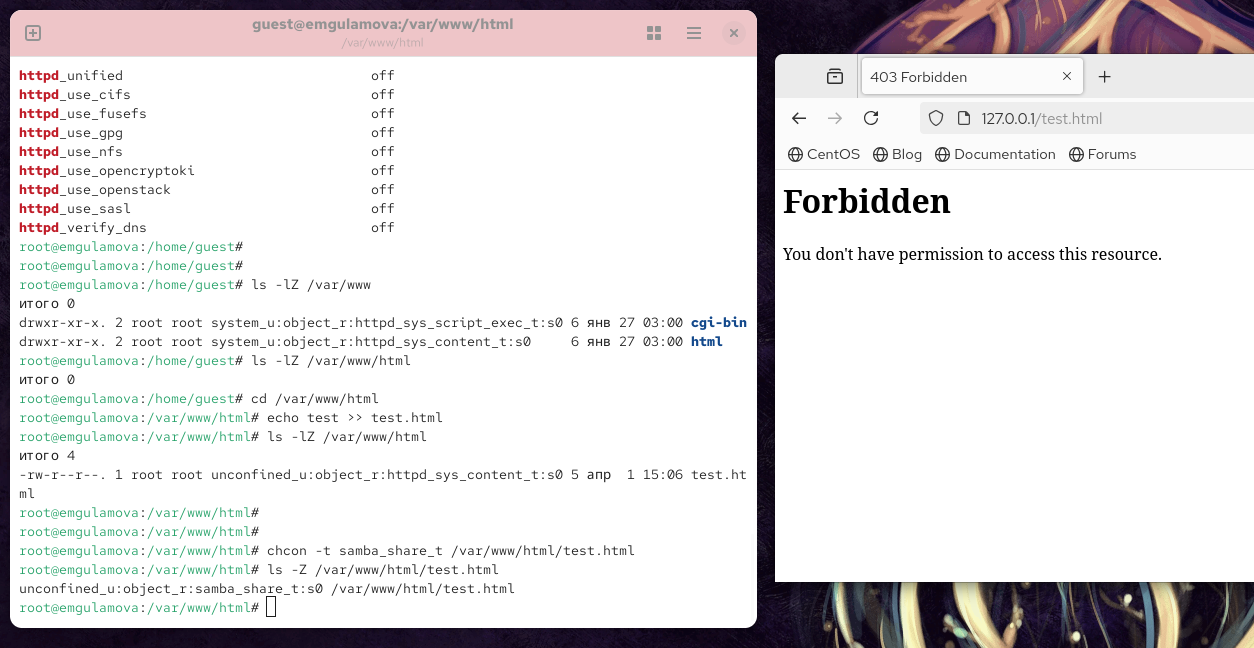 guest@emgulamova:/var/www/html
/var/www/html
httpd_unified off
httpd_use_cifs off
httpd_use_fusefs off
httpd_use_gpg off
httpd_use_nfs off
httpd_use_opencryptoki off
httpd_use_openstack off
httpd_use_sasl off
httpd_verify_dns off
root@emgulamova:/home/guest#
root@emgulamova:/home/guest#
root@emgulamova:/home/guest# ls -lZ /var/www
итого 0
drwxr-xr-x. 2 root root system_u:object_r:httpd_sys_script_exec_t:s0 6 янв 27 03:00 cgi-bin
drwxr-xr-x. 2 root root system_u:object_r:httpd_sys_content_t:s0 6 янв 27 03:00 html
root@emgulamova:/home/guest# ls -lZ /var/www/html
итого 0
root@emgulamova:/home/guest# cd /var/www/html
root@emgulamova:/var/www/html# echo test >> test.html
root@emgulamova:/var/www/html# ls -lZ /var/www/html
итого 4
-rw-r--r--. 1 root root unconfined_u:object_r:httpd_sys_content_t:s0 5 апр  1 15:06 test.ht
ml
root@emgulamova:/var/www/html#
root@emgulamova:/var/www/html#
root@emgulamova:/var/www/html# chcon -t samba_share_t /var/www/html/test.html
root@emgulamova:/var/www/html# ls -Z /var/www/html/test.html
unconfined_u:object_r:samba_share_t:s0 /var/www/html/test.html
root@emgulamova:/var/www/html#
403 Forbidden
127.0.0.1/test.html
CentOS Blog Documentation Forums
Forbidden
You don't have permission to access this resource.